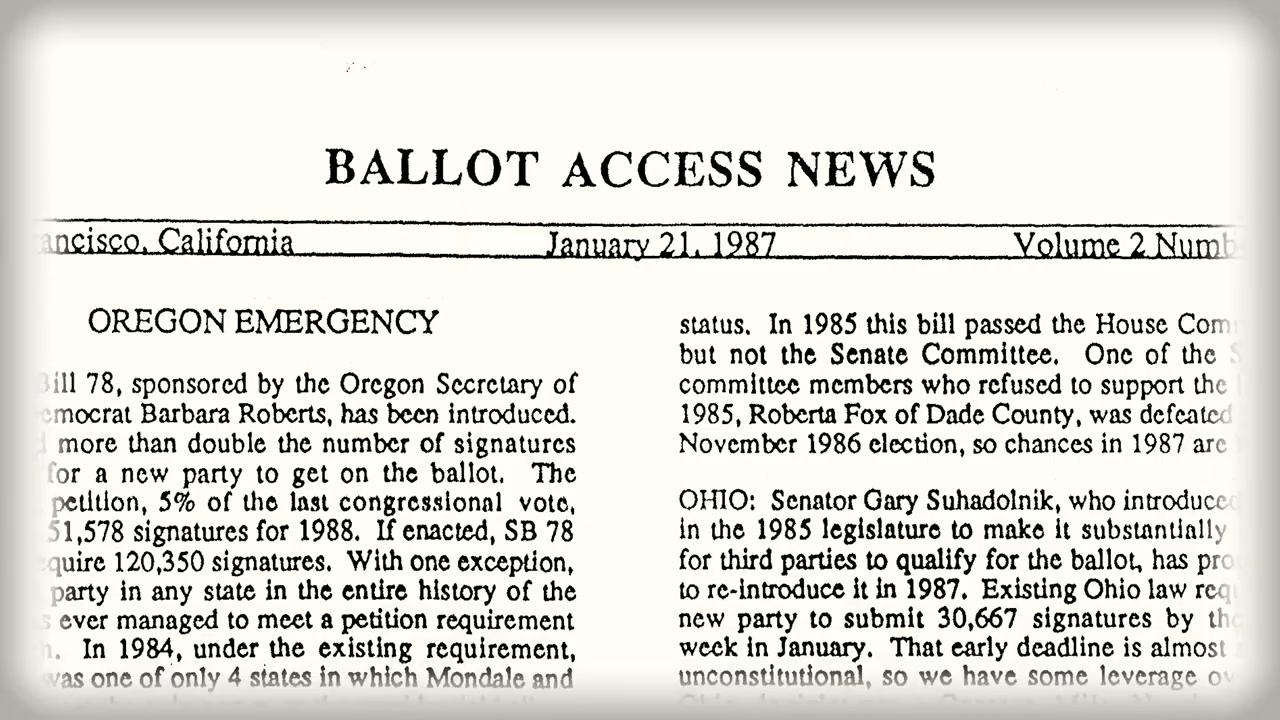 BALLOT ACCESS NEWS
ancisco, California January 21, 1987 Volume 2 Numb
OREGON EMERGENCY
ill 78, sponsored by the Oregon Secretary of
emocrat Barbara Roberts, has been introduced.
more than double the number of signatures
for a new party to get on the ballot. The
petition, 5% of the last congressional vote,
51,578 signatures for 1988. If enacted, SB 78
quire 120,350 signatures. With one exception,
party in any state in the entire history of the
ever managed to meet a petition requirement
In 1984, under the existing requirement,
was one of only 4 states in which Mondale and
status. In 1985 this bill passed the House Com
but not the Senate Committee. One of the
committee members who refused to support the
1985, Roberta Fox of Dade County, was defeated
November 1986 election, so chances in 1987 are
OHIO: Senator Gary Suhadolnik, who introduced
in the 1985 legislature to make it substantially
for third parties to qualify for the ballot, has pro
to re-introduce it in 1987. Existing Ohio law req
new party to submit 30,667 signatures by the
week in January. That early deadline is almost
unconstitutional, so we have some leverage ov